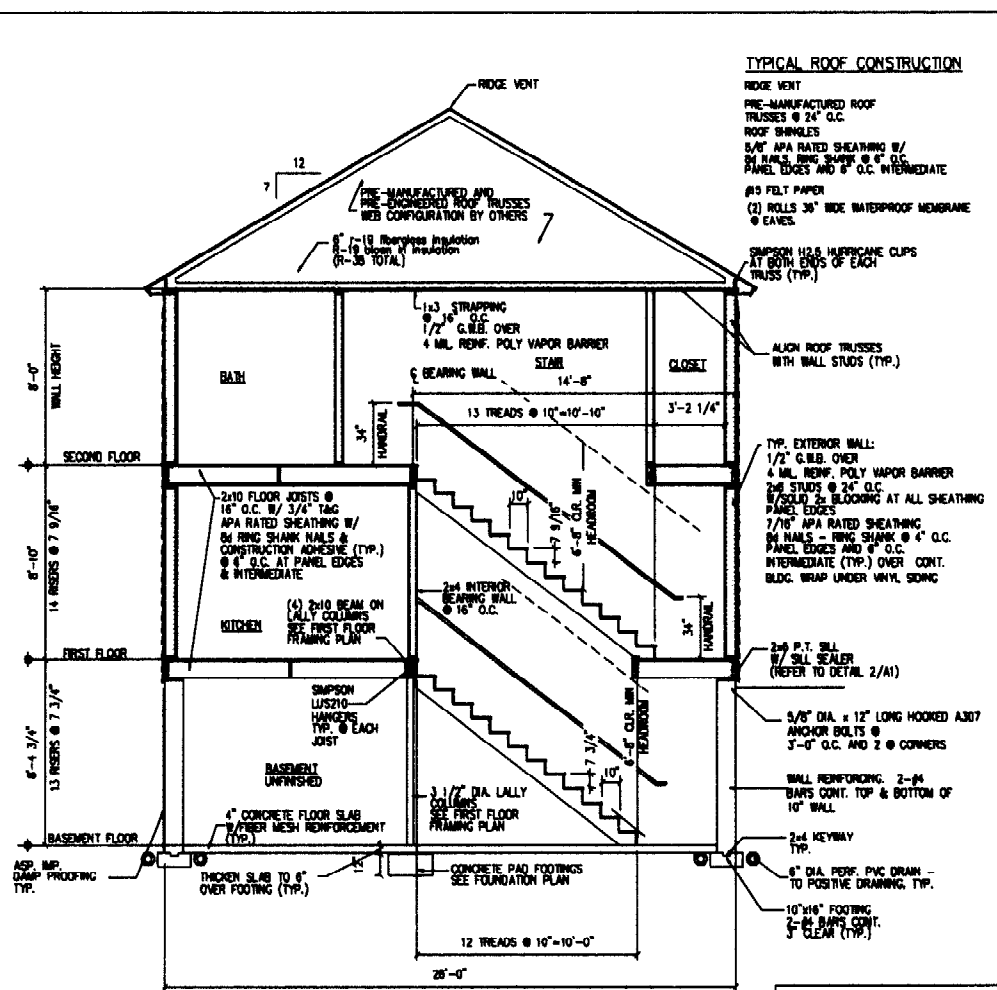 RIDGE VENT
TYPICAL ROOF CONSTRUCTION
RIDGE VENT
PRE-MANUFACTURED ROOF
TRUSSES @ 24" O.C.
ROOF SHINGLES
5/8" APA RATED SHEATHING W/
8d NAILS, RING SHANK @ 6" O.C.
PANEL EDGES AND 6" O.C. INTERMEDIATE
#15 FELT PAPER
(2) ROLLS 36" WIDE WATERPROOF MEMBRANE
@ EAVES.
12
7
PRE-MANUFACTURED AND
PRE-ENGINEERED ROOF TRUSSES
WEB CONFIGURATION BY OTHERS
6" r-19 fiberglass insulation
R-19 blown in insulation
(R-38 TOTAL)
SIMPSON H2.5 HURRICANE CLIPS
AT BOTH ENDS OF EACH
TRUSS (TYP.)
1x3 STRAPPING
@ 16" O.C.
1/2" G.W.B. OVER
4 MIL. REINF. POLY VAPOR BARRIER
STAIR
ALIGN ROOF TRUSSES
WITH WALL STUDS (TYP.)
8'-0"
WALL HEIGHT
BATH
BEARING WALL
14'-8"
CLOSET
13 TREADS @ 10"=10'-10"
3'-2 1/4"
34"
HANDRAIL
SECOND FLOOR
TYP. EXTERIOR WALL:
1/2" G.W.B. OVER
4 MIL. REINF. POLY VAPOR BARRIER
2x6 STUDS @ 24" O.C.
W/SOLID 2x BLOCKING AT ALL SHEATHING
PANEL EDGES
7/16" APA RATED SHEATHING
8d NAILS - RING SHANK @ 4" O.C.
PANEL EDGES AND 6" O.C.
INTERMEDIATE (TYP.) OVER CONT.
BLDG. WRAP UNDER VINYL SIDING
2x10 FLOOR JOISTS @
16" O.C. W/ 3/4" T&G
APA RATED SHEATHING W/
8d RING SHANK NAILS &
CONSTRUCTION ADHESIVE (TYP.)
@ 4" O.C. AT PANEL EDGES
& INTERMEDIATE
10"
7 9/16"
6'-8" CLR. MIN
HEADROOM
8'-10"
14 RISERS @ 7 9/16"
2x4 INTERIOR
BEARING WALL
@ 16" O.C.
(4) 2x10 BEAM ON
LALLY COLUMNS
SEE FIRST FLOOR
FRAMING PLAN
KITCHEN
34"
HANDRAIL
FIRST FLOOR
2x6 P.T. SILL
W/ SILL SEALER
(REFER TO DETAIL 2/A1)
SIMPSON
LUS210
HANGERS
TYP. @ EACH
JOIST
5/8" DIA. x 12" LONG HOOKED A307
ANCHOR BOLTS @
3'-0" O.C. AND 2 @ CORNERS
8'-4 3/4"
13 RISERS @ 7 3/4"
7 3/4"
10"
6'-8" CLR. MIN
HEADROOM
BASEMENT
UNFINISHED
WALL REINFORCING. 2-#4
BARS CONT. TOP & BOTTOM OF
10" WALL
3 1/2" DIA. LALLY
COLUMNS
SEE FIRST FLOOR
FRAMING PLAN
4" CONCRETE FLOOR SLAB
W/FIBER MESH REINFORCEMENT
(TYP.)
BASEMENT FLOOR
2x4 KEYWAY
TYP.
ASP. IMP.
DAMP PROOFING
TYP.
THICKEN SLAB TO 6"
OVER FOOTING (TYP.)
12"
CONCRETE PAD FOOTINGS
SEE FOUNDATION PLAN
6" DIA. PERF. PVC DRAIN -
TO POSITIVE DRAINING, TYP.
10"x16" FOOTING
2-#4 BARS CONT.
3" CLEAR (TYP.)
12 TREADS @ 10"=10'-0"
26'-0"